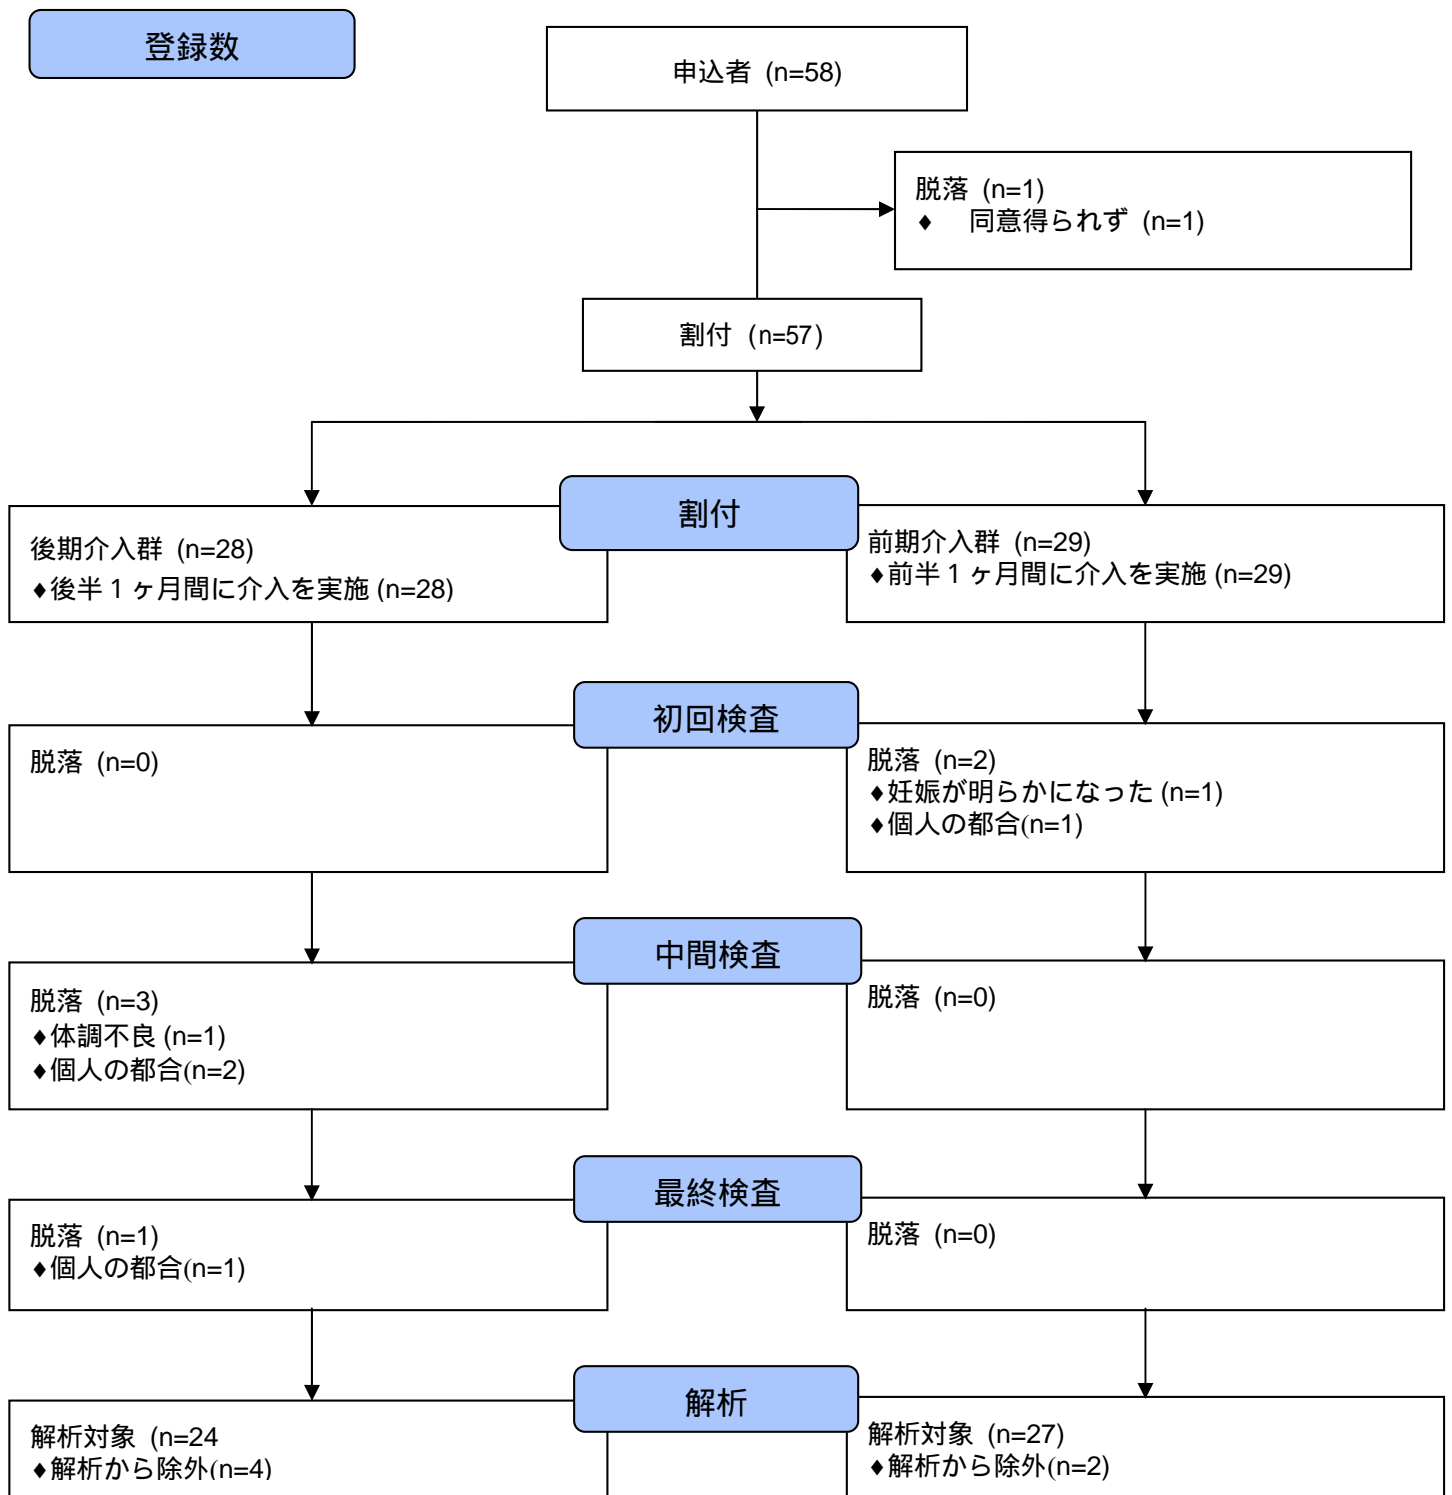 登録数
申込者 (n=58)
脱落 (n=1)
♦ 同意得られず (n=1)
割付 (n=57)
割付
後期介入群 (n=28)
♦後半１ヶ月間に介入を実施 (n=28)
前期介入群 (n=29)
♦前半１ヶ月間に介入を実施 (n=29)
初回検査
脱落 (n=0)
脱落 (n=2)
♦妊娠が明らかになった (n=1)
♦個人の都合(n=1)
中間検査
脱落 (n=3)
♦体調不良 (n=1)
♦個人の都合(n=2)
脱落 (n=0)
最終検査
脱落 (n=1)
♦個人の都合(n=1)
脱落 (n=0)
解析
解析対象 (n=24
♦解析から除外(n=4)
解析対象 (n=27)
♦解析から除外(n=2)